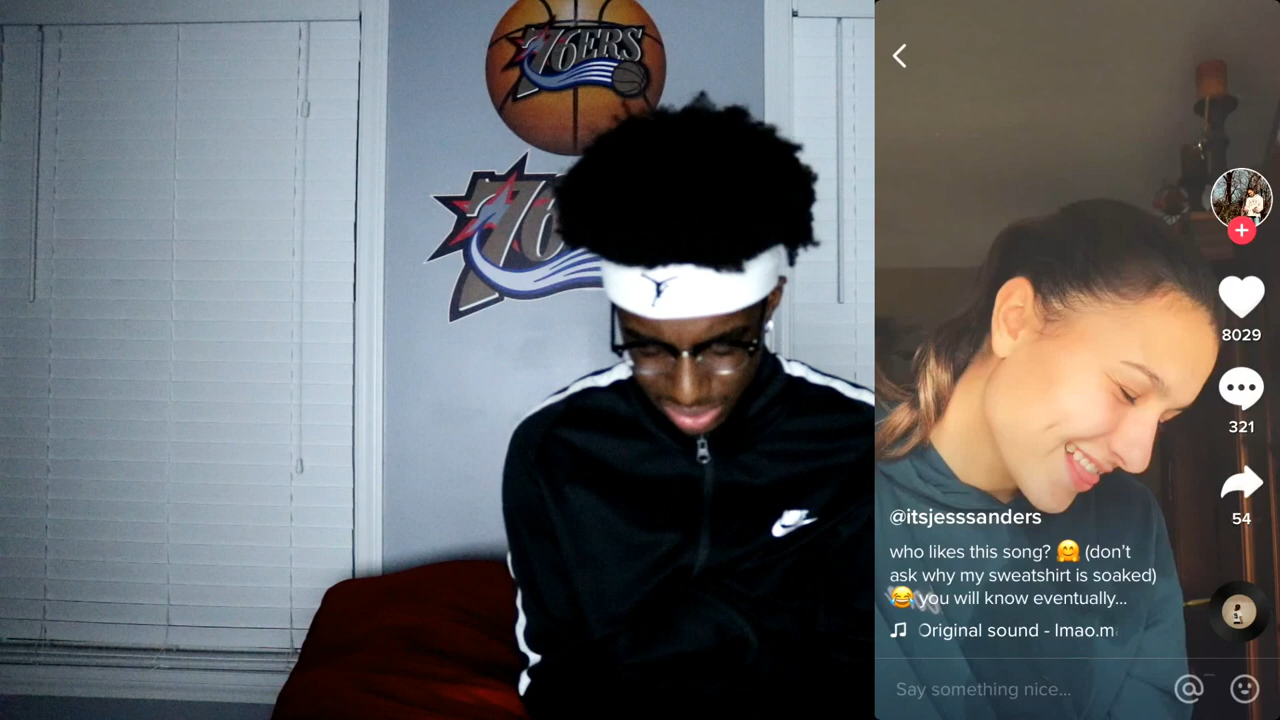 76ERS
76
8029
321
54
@itsjesssanders
who likes this song? 🤗 (don't
ask why my sweatshirt is soaked)
😂 you will know eventually...
Original sound - lmao.m
Say something nice...